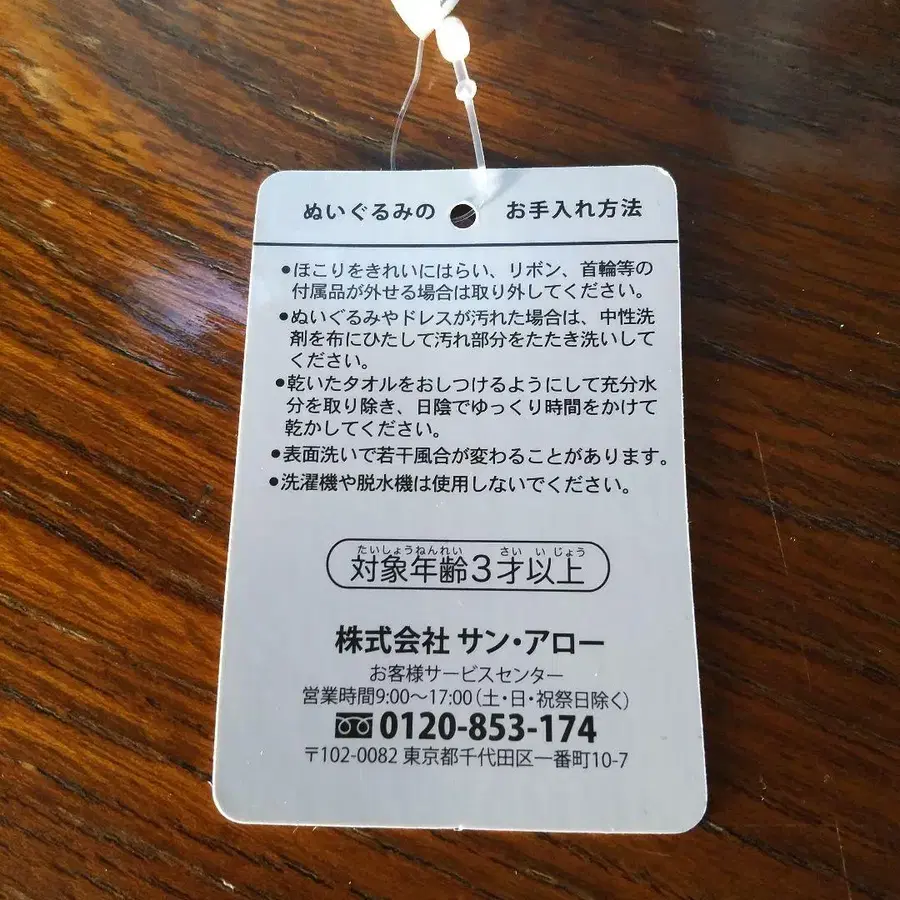 ぬいぐるみの お手入れ方法
●ほこりをきれいにはらい、リボン、首輪等の
付属品が外せる場合は取り外してください。
●ぬいぐるみやドレスが汚れた場合は、中性洗
剤を布にひたして汚れ部分をたたき洗いして
ください。
●乾いたタオルをおしつけるようにして充分水
分を取り除き、日陰でゆっくり時間をかけて
乾かしてください。
●表面洗いで若干風合が変わることがあります。
●洗濯機や脱水機は使用しないでください。
たいしょうねんれい さい いじょう
対象年齢3才以上
株式会社 サン・アロー
お客様サービスセンター
営業時間9:00〜17:00(土・日・祝祭日除く)
0120-853-174
〒102-0082 東京都千代田区一番町10-7